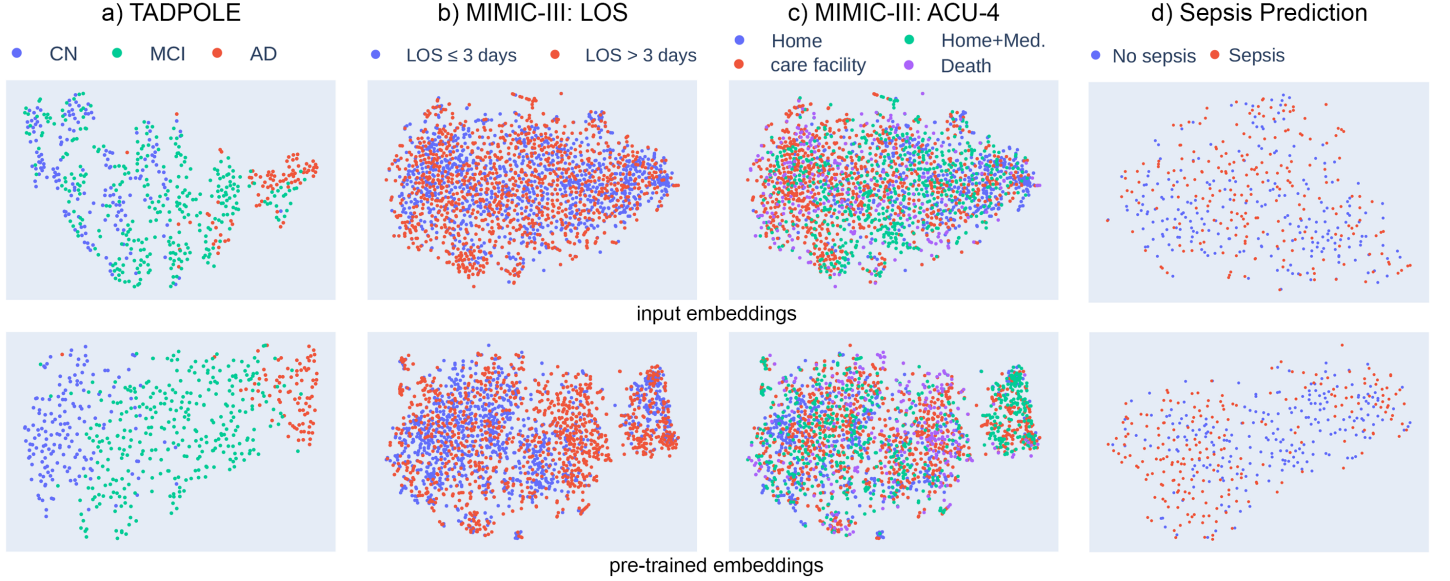 a) TADPOLE
b) MIMIC-III: LOS
c) MIMIC-III: ACU-4
d) Sepsis Prediction
CN MCI AD
LOS ≤ 3 days LOS > 3 days
Home Home+Med.
care facility Death
No sepsis Sepsis
input embeddings
pre-trained embeddings